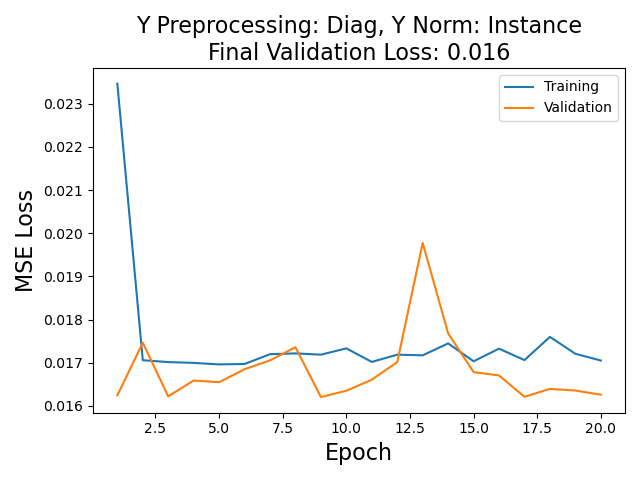 Y Preprocessing: Diag, Y Norm: Instance
Final Validation Loss: 0.016
Training
Validation
0.023
0.022
0.021
0.020
0.019
0.018
0.017
0.016
MSE Loss
2.5 5.0 7.5 10.0 12.5 15.0 17.5 20.0
Epoch